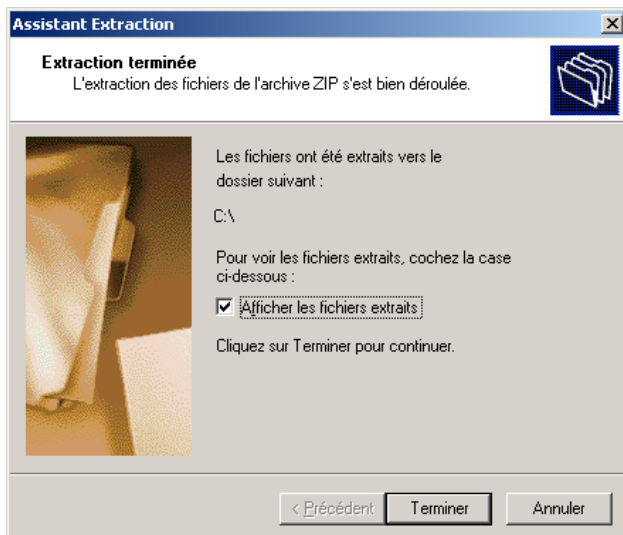 Assistant Extraction
Extraction terminée
L'extraction des fichiers de l'archive ZIP s'est bien déroulée.
Les fichiers ont été extraits vers le
dossier suivant :
C:\
Pour voir les fichiers extraits, cochez la case
ci-dessous :
Afficher les fichiers extraits
Cliquez sur Terminer pour continuer.
< Précédent Terminer Annuler